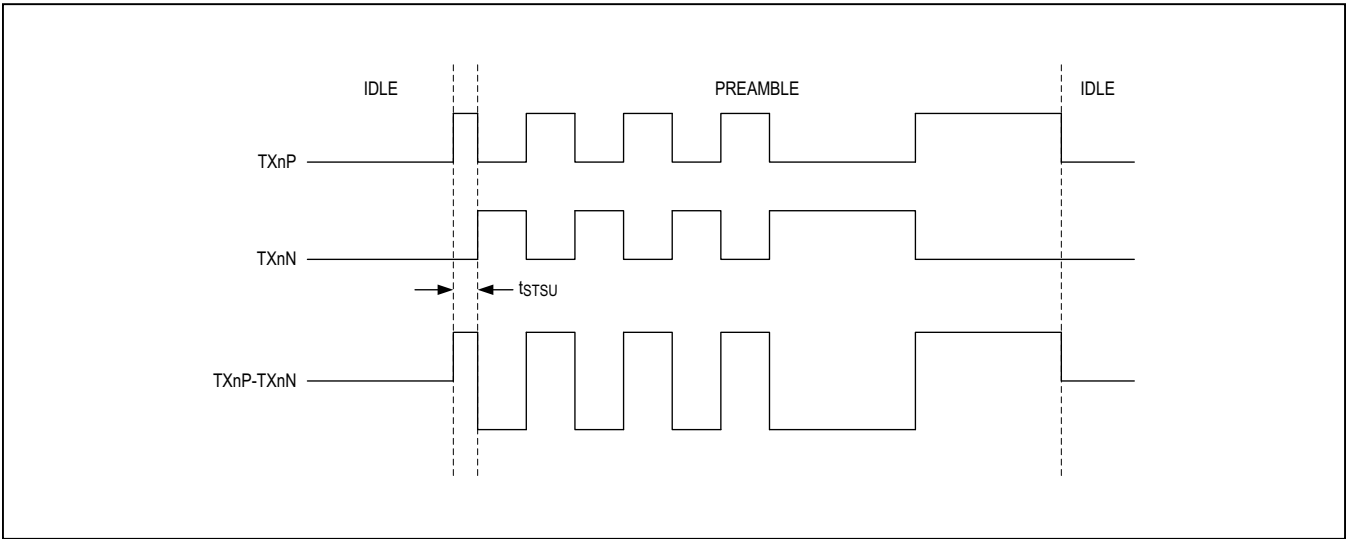 IDLE PREAMBLE IDLE
TXnP
TXnN
tSTSU
TXnP-TXnN